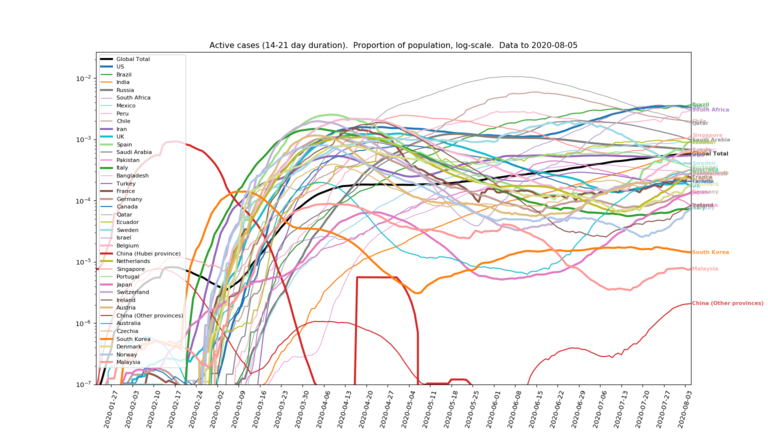 Active cases (14-21 day duration). Proportion of population, log-scale. Data to 2020-08-05
Global Total
US
Brazil
India
Russia
South Africa
Mexico
Peru
Chile
Iran
UK
Spain
Saudi Arabia
Pakistan
Italy
Bangladesh
Turkey
France
Germany
Canada
Qatar
Ecuador
Sweden
Israel
Belgium
China (Hubei province)
Netherlands
Singapore
Portugal
Japan
Switzerland
Ireland
Austria
China (Other provinces)
Australia
Czechia
South Korea
Denmark
Norway
Malaysia
10⁻²
10⁻³
10⁻⁴
10⁻⁵
10⁻⁶
10⁻⁷
South Africa
Singapore
Saudi Arabia
Global Total
South Korea
Malaysia
China (Other provinces)
2020-01-27
2020-02-03
2020-02-10
2020-02-17
2020-02-24
2020-03-02
2020-03-09
2020-03-16
2020-03-23
2020-03-30
2020-04-06
2020-04-13
2020-04-20
2020-04-27
2020-05-04
2020-05-11
2020-05-18
2020-05-25
2020-06-01
2020-06-08
2020-06-15
2020-06-22
2020-06-29
2020-07-06
2020-07-13
2020-07-20
2020-07-27
2020-08-03